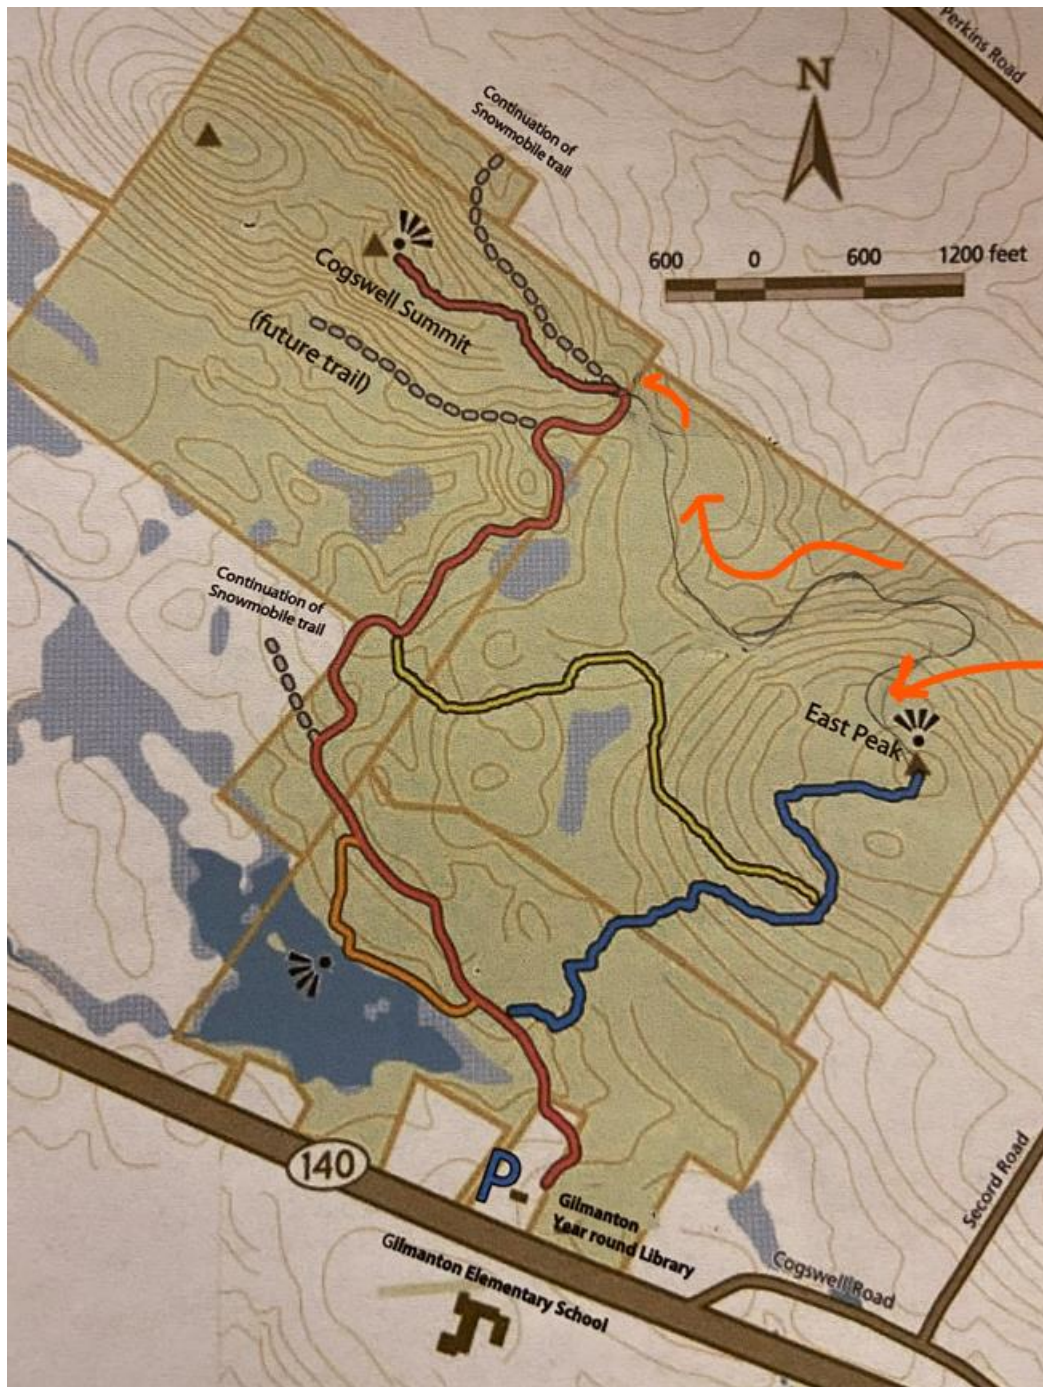 Perkins Road
N
Continuation of
Snowmobile trail
600 0 600 1200 feet
Cogswell Summit
(future trail)
Continuation of
Snowmobile trail
East Peak
140
P
Gilmanton
Year round Library
Gilmanton Elementary School
Cogswell Road
Secord Road